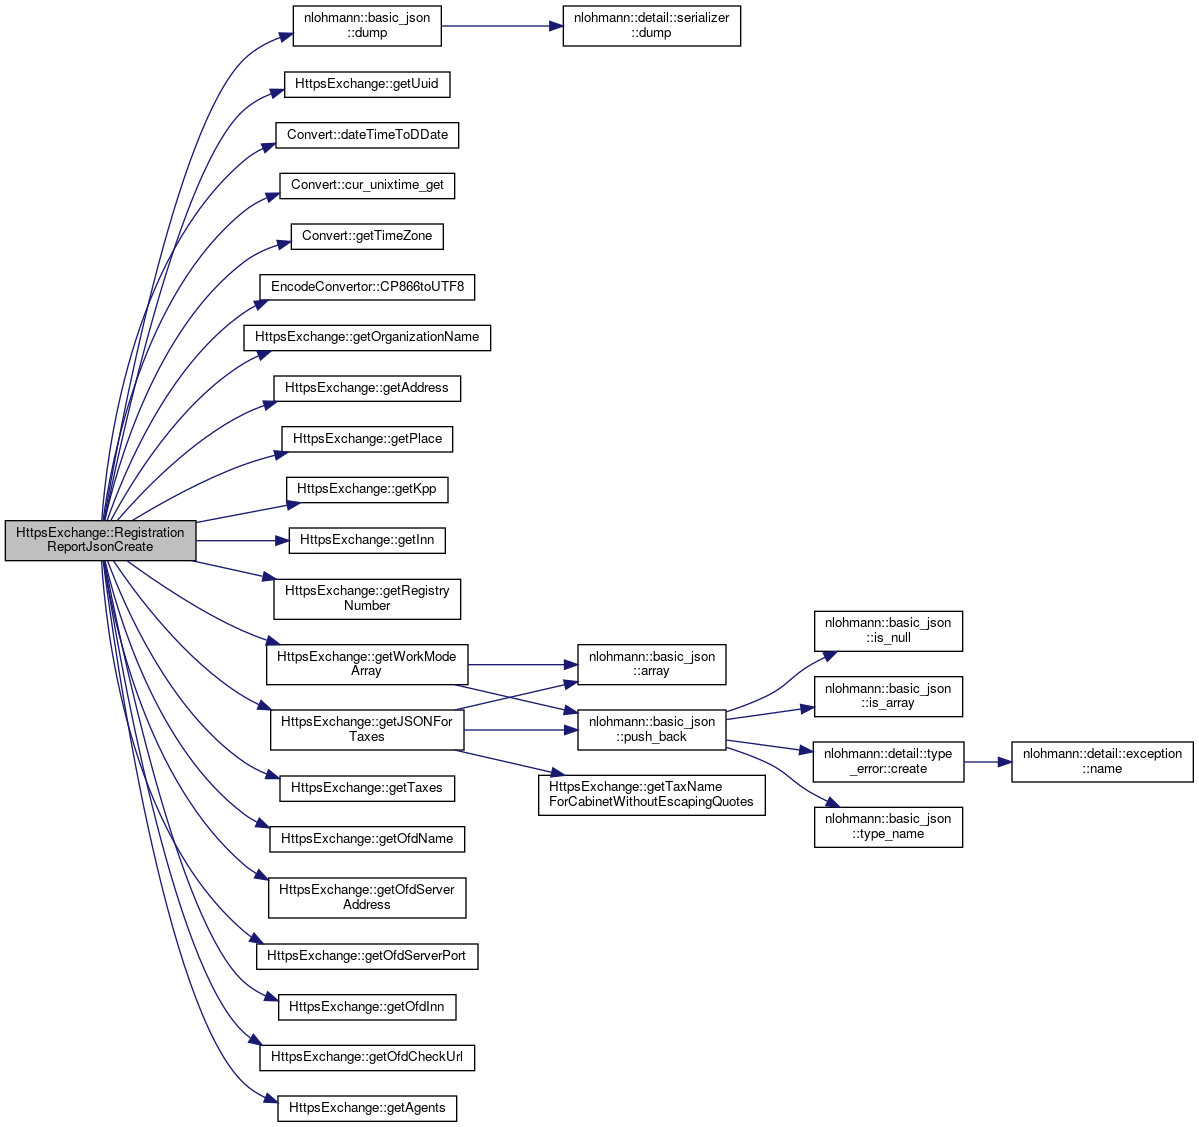 nlohmann::basic_json
::dump
nlohmann::detail::serializer
::dump
HttpsExchange::getUuid
Convert::dateTimeToDDate
Convert::cur_unixtime_get
Convert::getTimeZone
EncodeConvertor::CP866toUTF8
HttpsExchange::getOrganizationName
HttpsExchange::getAddress
HttpsExchange::getPlace
HttpsExchange::getKpp
HttpsExchange::Registration
ReportJsonCreate
HttpsExchange::getInn
HttpsExchange::getRegistry
Number
HttpsExchange::getWorkMode
Array
HttpsExchange::getJSONFor
Taxes
HttpsExchange::getTaxes
HttpsExchange::getOfdName
HttpsExchange::getOfdServer
Address
HttpsExchange::getOfdServerPort
HttpsExchange::getOfdInn
HttpsExchange::getOfdCheckUrl
HttpsExchange::getAgents
nlohmann::basic_json
::array
nlohmann::basic_json
::push_back
HttpsExchange::getTaxName
ForCabinetWithoutEscapingQuotes
nlohmann::basic_json
::is_null
nlohmann::basic_json
::is_array
nlohmann::detail::type
_error::create
nlohmann::basic_json
::type_name
nlohmann::detail::exception
::name